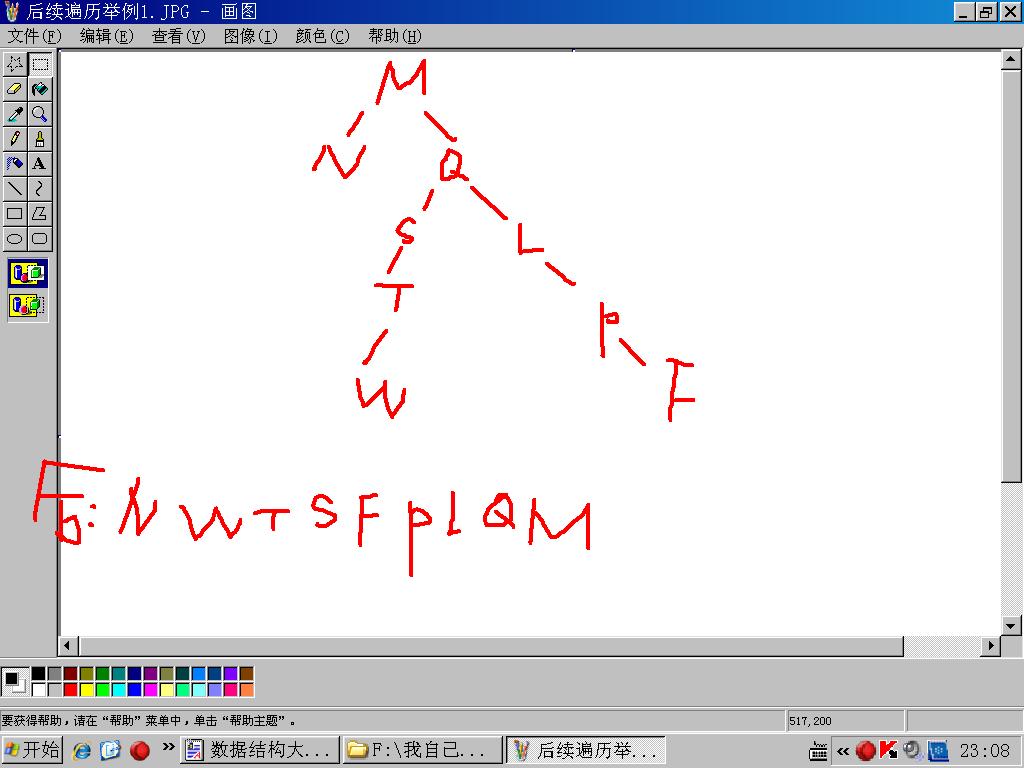 后续遍历举例1.JPG - 画图
文件(F) 编辑(E) 查看(V) 图像(I) 颜色(C) 帮助(H)
A
M
N
Q
S
L
T
P
W
F
F后: N W T S F P L Q M
要获得帮助,请在“帮助”菜单中,单击“帮助主题”。 517,200
开始 数据结构大... F:\我自己... 后续遍历举... « 23:08